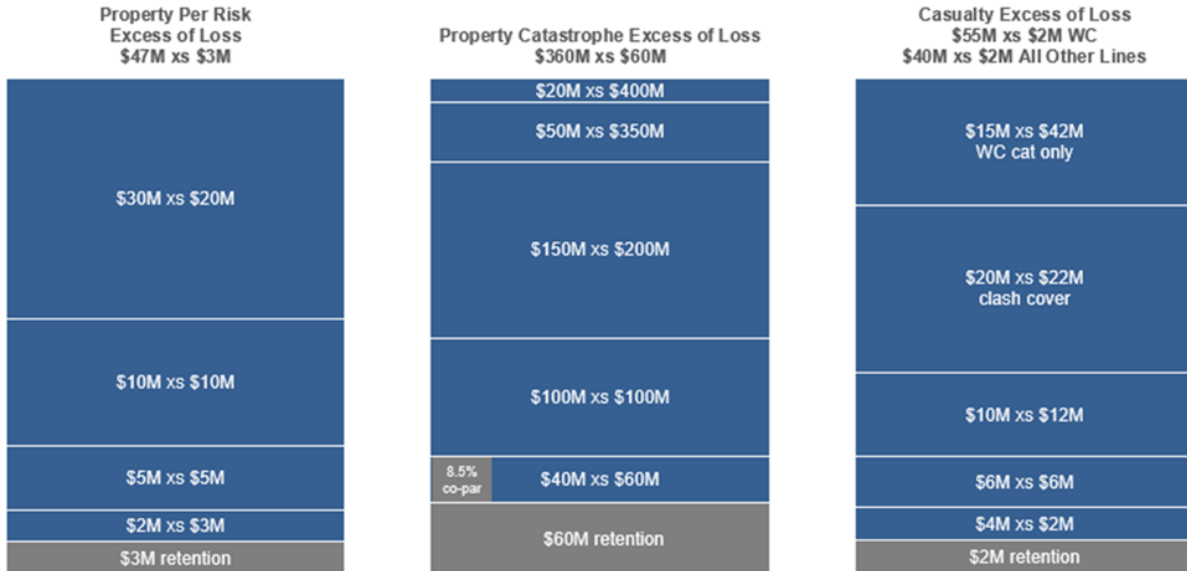 Property Per Risk
Excess of Loss
$47M xs $3M
$30M xs $20M
$10M xs $10M
$5M xs $5M
$2M xs $3M
$3M retention
Property Catastrophe Excess of Loss
$360M xs $60M
$20M xs $400M
$50M xs $350M
$150M xs $200M
$100M xs $100M
8.5%
co-par
$40M xs $60M
$60M retention
Casualty Excess of Loss
$55M xs $2M WC
$40M xs $2M All Other Lines
$15M xs $42M
WC cat only
$20M xs $22M
clash cover
$10M xs $12M
$6M xs $6M
$4M xs $2M
$2M retention